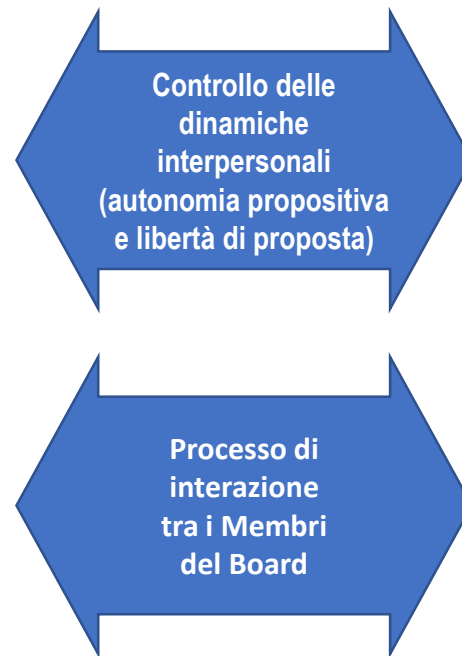 Controllo delle
dinamiche
interpersonali
(autonomia propositiva
e libertà di proposta)
Processo di
interazione
tra i Membri
del Board